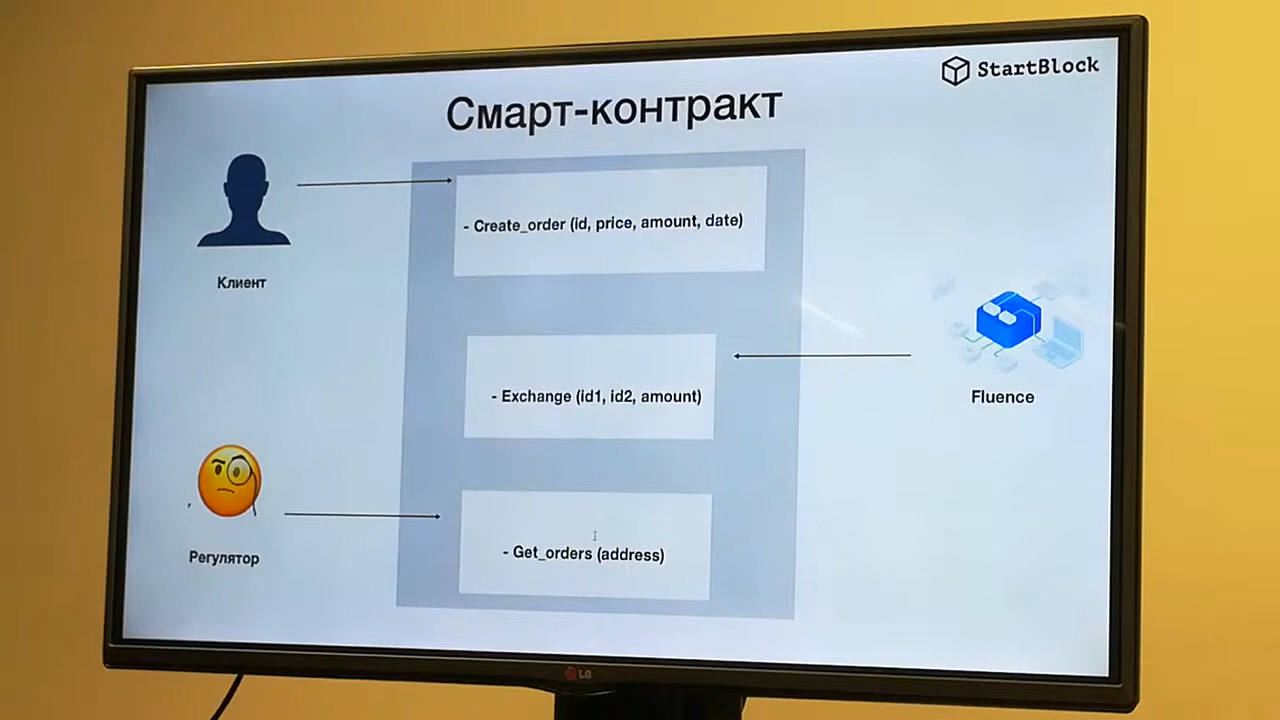 StartBlock
Смарт-контракт
- Create_order (id, price, amount, date)
Клиент
- Exchange (id1, id2, amount)
Fluence
- Get_orders (address)
Регулятор
LG